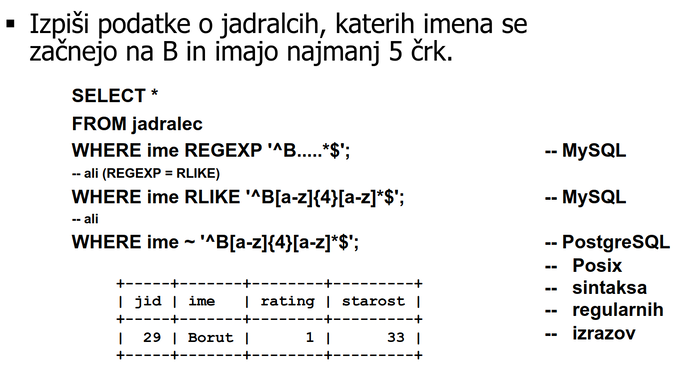 ▪ Izpiši podatke o jadralcih, katerih imena se
začnejo na B in imajo najmanj 5 črk.
SELECT *
FROM jadralec
WHERE ime REGEXP '^B.....*$'; -- MySQL
-- ali (REGEXP = RLIKE)
WHERE ime RLIKE '^B[a-z]{4}[a-z]*$'; -- MySQL
-- ali
WHERE ime ~ '^B[a-z]{4}[a-z]*$'; -- PostgreSQL
-- Posix
-- sintaksa
-- regularnih
-- izrazov
+-----+-------+--------+---------+
| jid | ime   | rating | starost |
+-----+-------+--------+---------+
|  29 | Borut |      1 |      33 |
+-----+-------+--------+---------+